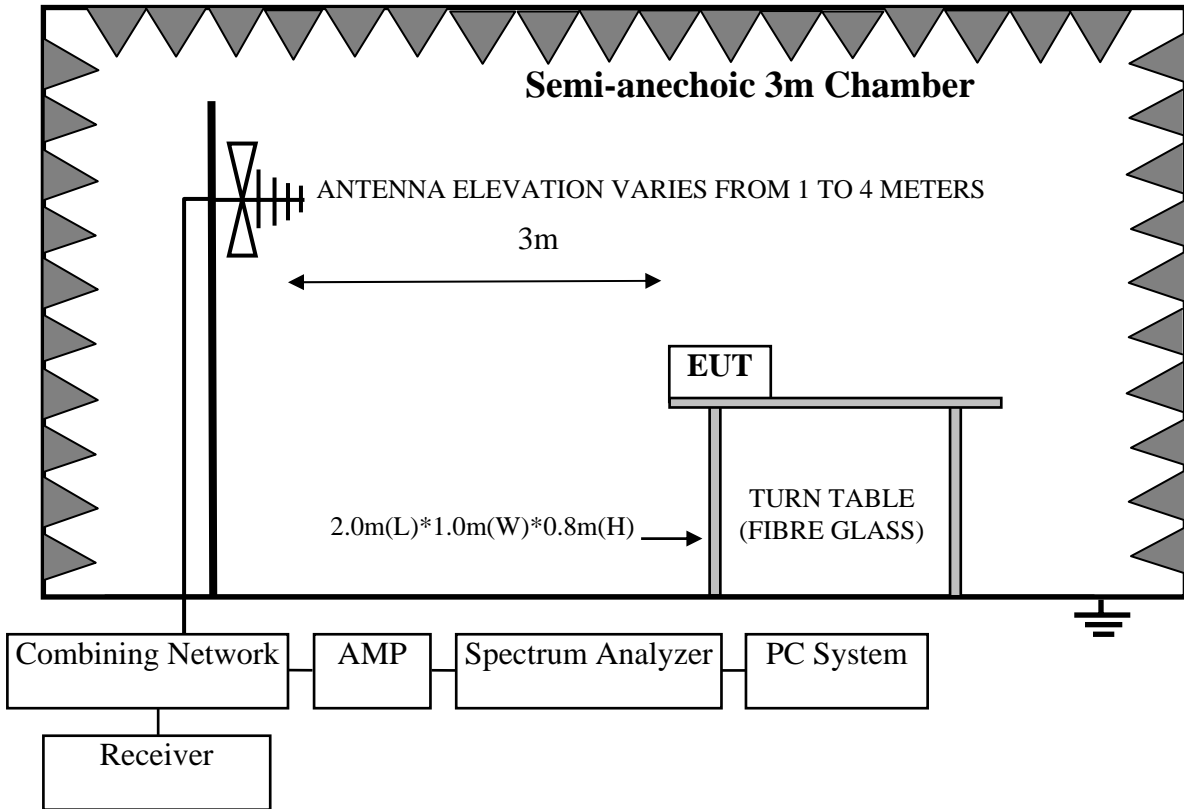 Semi-anechoic 3m Chamber
ANTENNA ELEVATION VARIES FROM 1 TO 4 METERS
3m
EUT
TURN TABLE
(FIBRE GLASS)
2.0m(L)*1.0m(W)*0.8m(H)
Combining Network
AMP
Spectrum Analyzer
PC System
Receiver